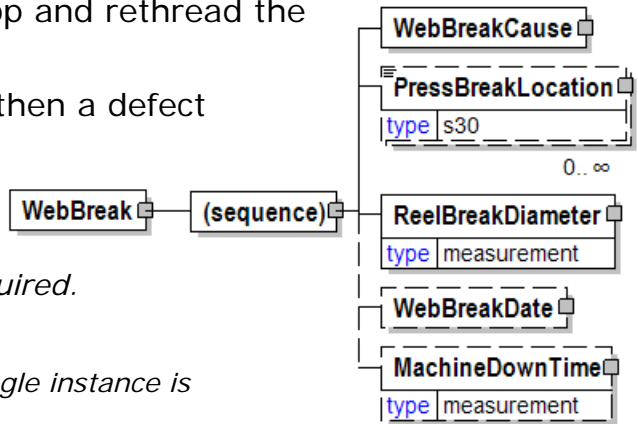 op and rethread the
then a defect
uired.
gle instance is
WebBreak
(sequence)
WebBreakCause
PressBreakLocation
type s30
0.. ∞
ReelBreakDiameter
type measurement
WebBreakDate
MachineDownTime
type measurement